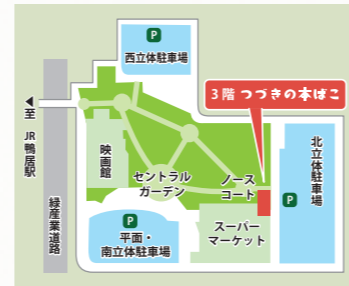 P
西立体駐車場
3階 つづきの本ばこ
◀至 JR鴨居駅
映画館
セントラル
ガーデン
ノース
コート
北立体駐車場
P
緑産業道路
P
平面・
南立体駐車場
スーパー
マーケット